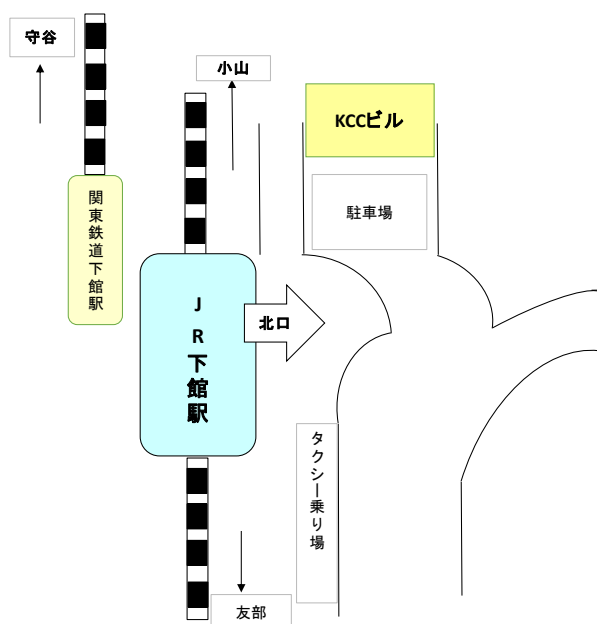 守谷
小山
KCCビル
駐車場
関東鉄道下館駅
JR下館駅
北口
タクシー乗り場
友部